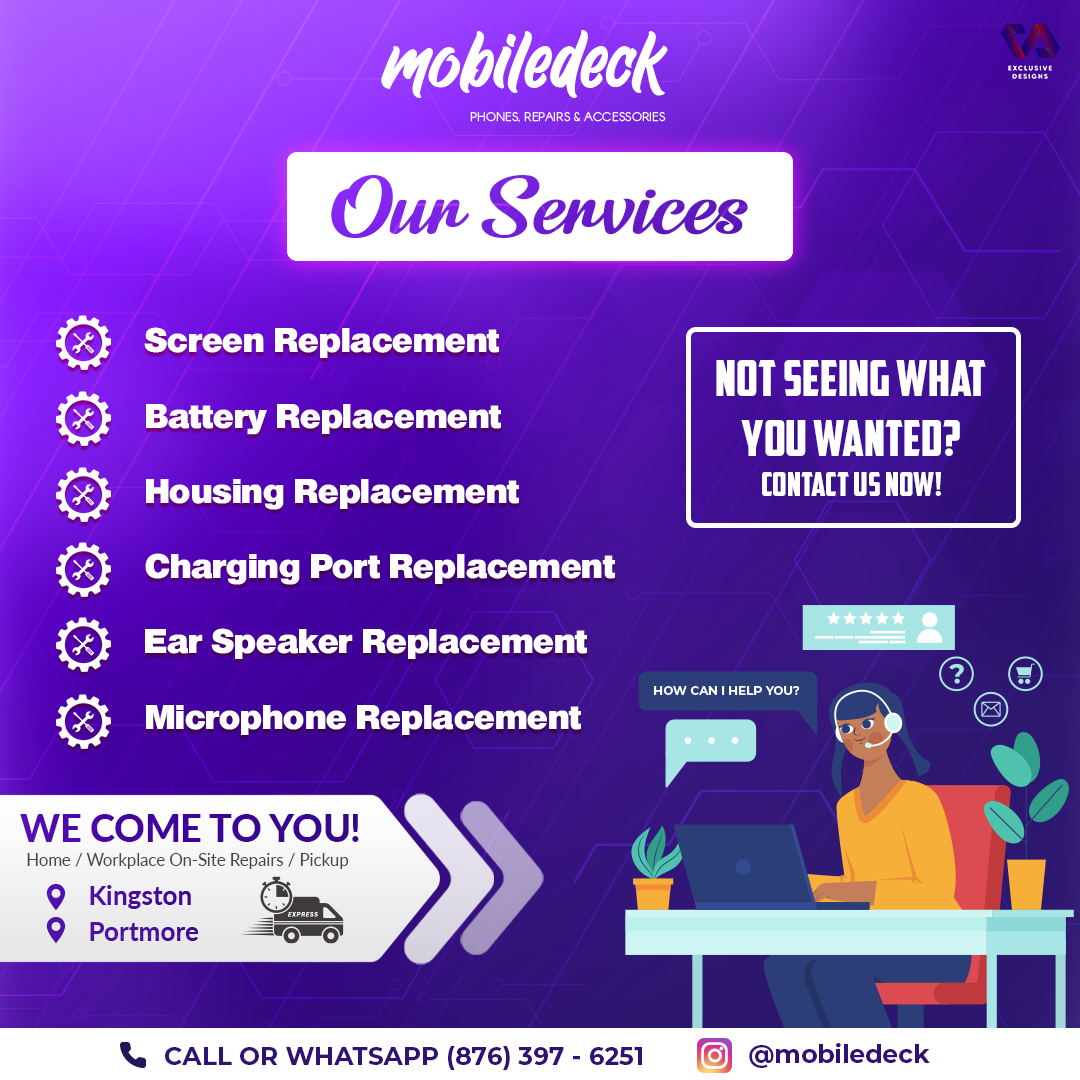 mobiledeck
PHONES, REPAIRS & ACCESSORIES
EXCLUSIVE
DESIGNS
Our Services
Screen Replacement
Battery Replacement
Housing Replacement
Charging Port Replacement
Ear Speaker Replacement
Microphone Replacement
NOT SEEING WHAT
YOU WANTED?
CONTACT US NOW!
HOW CAN I HELP YOU?
?
WE COME TO YOU!
Home / Workplace On-Site Repairs / Pickup
Kingston
Portmore
EXPRESS
CALL OR WHATSAPP (876) 397 - 6251
@mobiledeck